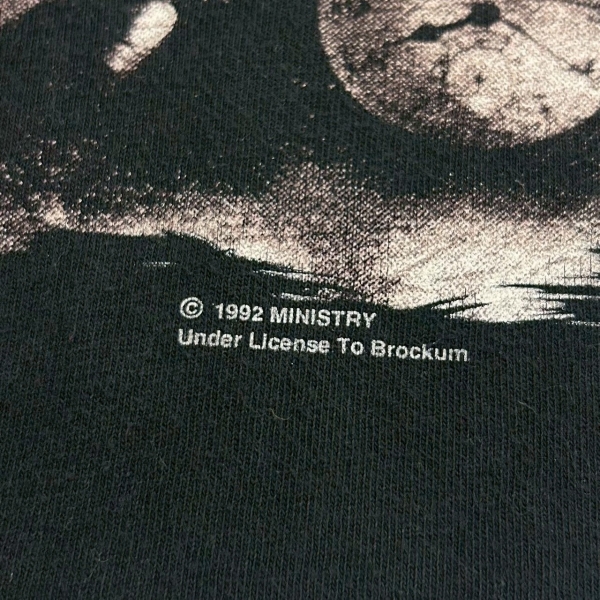 © 1992 MINISTRY
Under License To Brockum